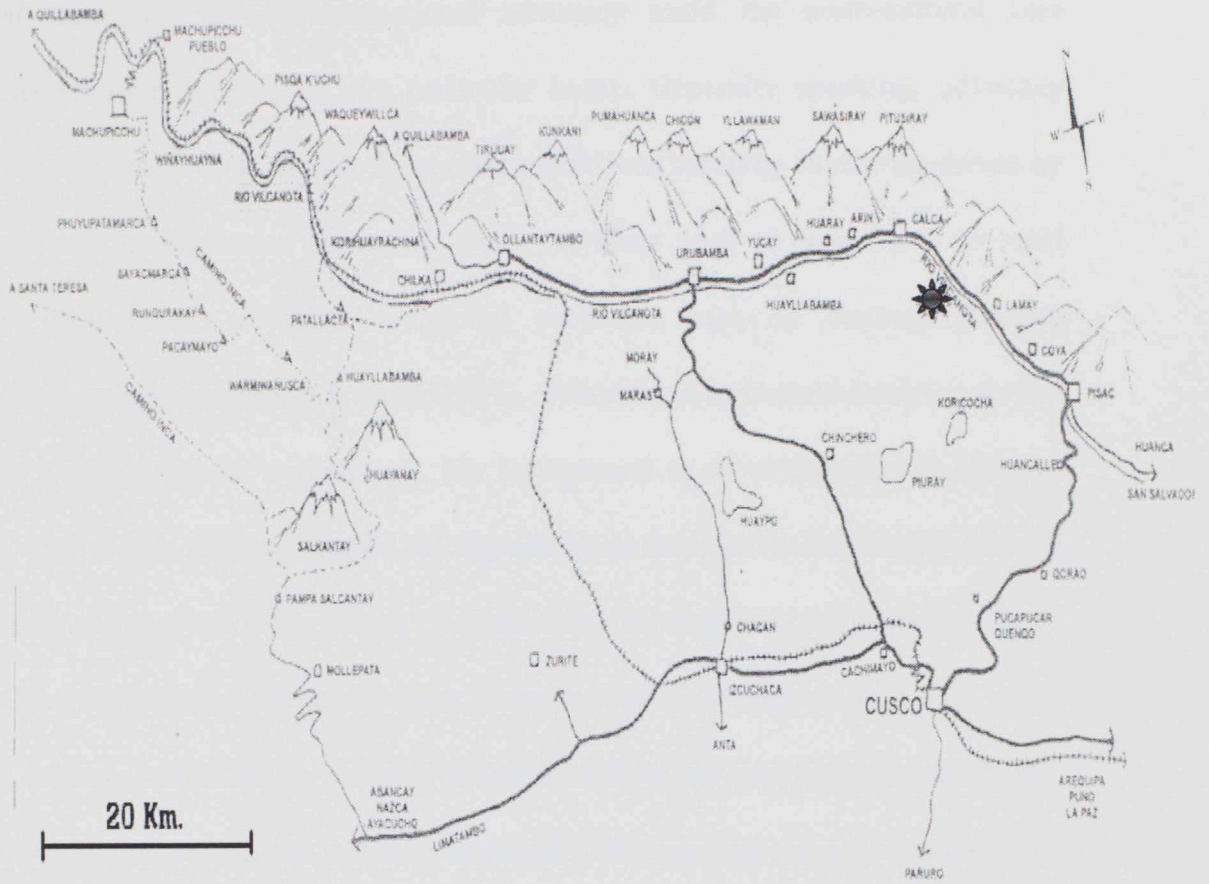 A QUILLABAMBA
MACHUPICCHU
PUEBLO
PISQA K'UCHU
WAQUEYWILLCA
A QUILLABAMBA
TIRIJUAY
KUNKANI
PUMAHUANCA
CHICON
YLLAWAMAN
SAWASIRAY
PITUSIRAY
N
W
S
MACHUPICCHU
WIÑAYHUAYNA
RIO VILCANOTA
PHUYUPATAMARCA
KORIHUAYRACHINA
OLLANTAYTAMBO
URUBAMBA
YUCAY
HUARAY
ARIN
CALCA
SAYACMARCA
CAMINO INCA
CHILKA
RIO VILCANOTA
HUAYLLABAMBA
RIO VILCANOTA
LAMAY
A SANTA TERESA
RUNQURAKAY
PATALLACTA
PACAYMAYO
MORAY
COYA
WARMIWAÑUSCA
HUAYLLABAMBA
MARAS
PISAC
CAMINO INCA
KORICOCHA
HUAYANAY
CHINCHERO
PIURAY
HUANCALLE
HUANCA
SAN SALVADOR
HUAYPO
SALKANTAY
QORAO
PAMPA SALCANTAY
PUCAPUCAR
QUENQO
CHACAN
ZURITE
MOLLEPATA
IZCUCHACA
CACHIMAYO
CUSCO
ANTA
ABANCAY
NAZCA
AYACUCHO
LIMATAMBO
AREQUIPA
PUNO
LA PAZ
20 Km.
PARURO